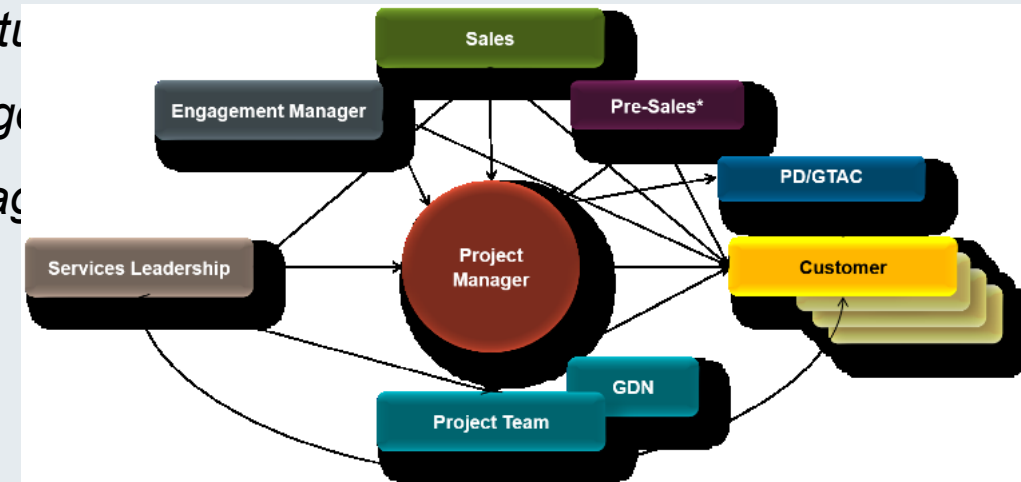 Sales
Engagement Manager
Pre-Sales*
PD/GTAC
Services Leadership
Project
Manager
Customer
GDN
Project Team